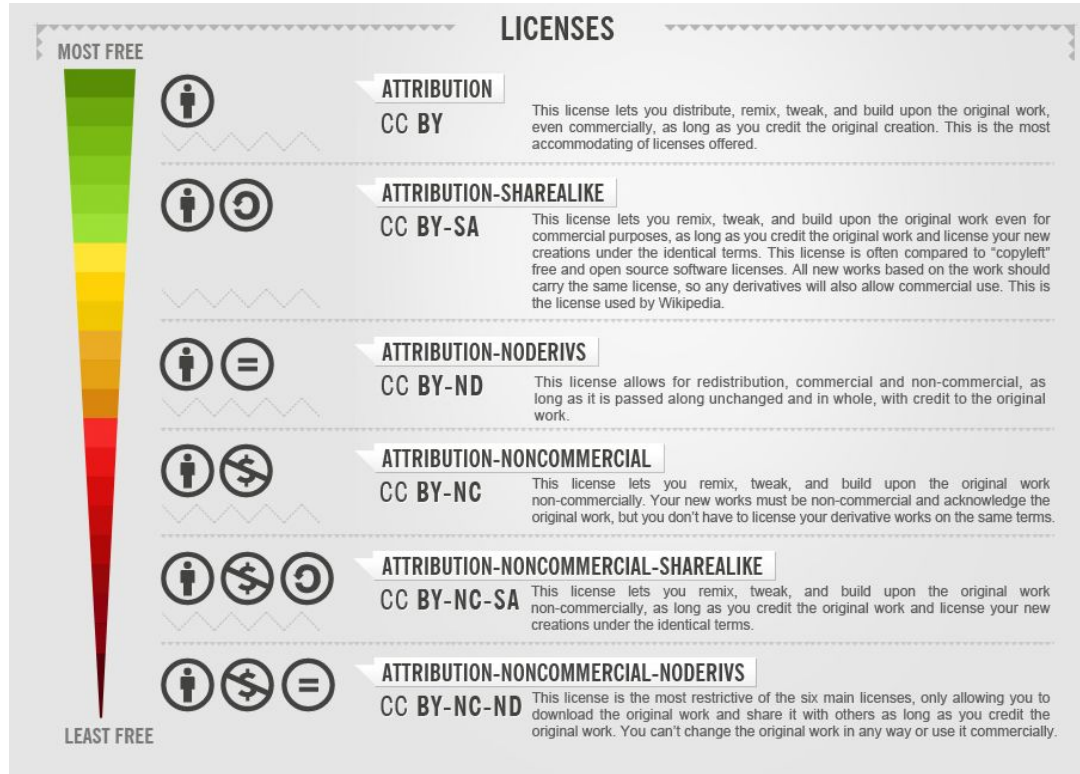 LICENSES
MOST FREE
ATTRIBUTION
CC BY
This license lets you distribute, remix, tweak, and build upon the original work,
even commercially, as long as you credit the original creation. This is the most
accommodating of licenses offered.
ATTRIBUTION-SHAREALIKE
CC BY-SA
This license lets you remix, tweak, and build upon the original work even for
commercial purposes, as long as you credit the original work and license your new
creations under the identical terms. This license is often compared to “copyleft”
free and open source software licenses. All new works based on the work should
carry the same license, so any derivatives will also allow commercial use. This is
the license used by Wikipedia.
ATTRIBUTION-NODERIVS
CC BY-ND
This license allows for redistribution, commercial and non-commercial, as
long as it is passed along unchanged and in whole, with credit to the original
work.
ATTRIBUTION-NONCOMMERCIAL
CC BY-NC
This license lets you remix, tweak, and build upon the original work
non-commercially. Your new works must be non-commercial and acknowledge the
original work, but you don’t have to license your derivative works on the same terms.
ATTRIBUTION-NONCOMMERCIAL-SHAREALIKE
CC BY-NC-SA
This license lets you remix, tweak, and build upon the original work
non-commercially, as long as you credit the original work and license your new
creations under the identical terms.
ATTRIBUTION-NONCOMMERCIAL-NODERIVS
CC BY-NC-ND
This license is the most restrictive of the six main licenses, only allowing you to
download the original work and share it with others as long as you credit the
original work. You can’t change the original work in any way or use it commercially.
LEAST FREE